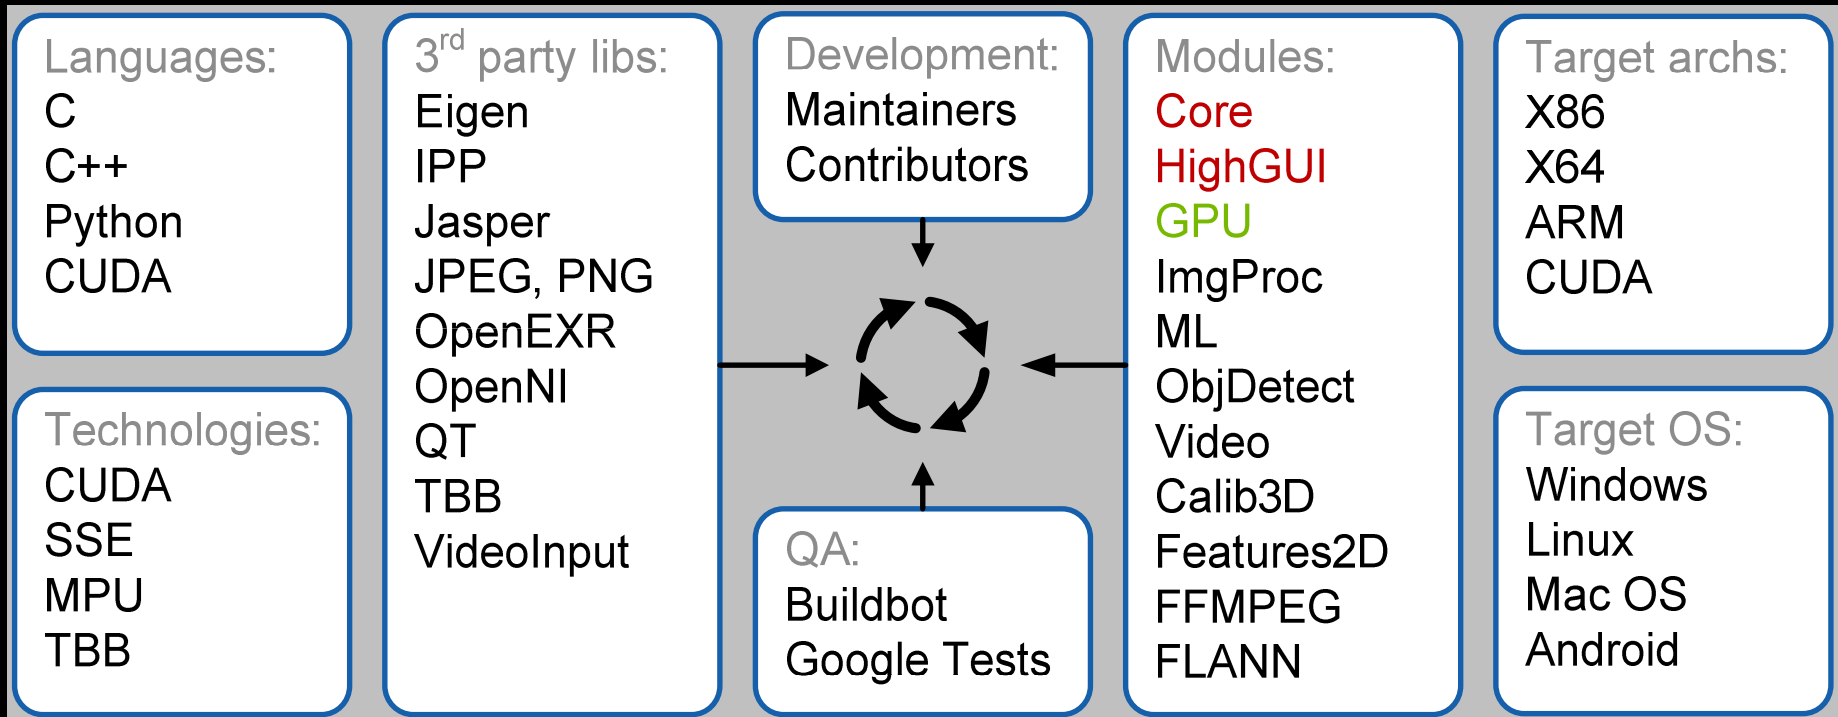 Languages:
C
C++
Python
CUDA
Technologies:
CUDA
SSE
MPU
TBB
3rd party libs:
Eigen
IPP
Jasper
JPEG, PNG
OpenEXR
OpenNI
QT
TBB
VideoInput
Development:
Maintainers
Contributors
QA:
Buildbot
Google Tests
Modules:
Core
HighGUI
GPU
ImgProc
ML
ObjDetect
Video
Calib3D
Features2D
FFMPEG
FLANN
Target archs:
X86
X64
ARM
CUDA
Target OS:
Windows
Linux
Mac OS
Android